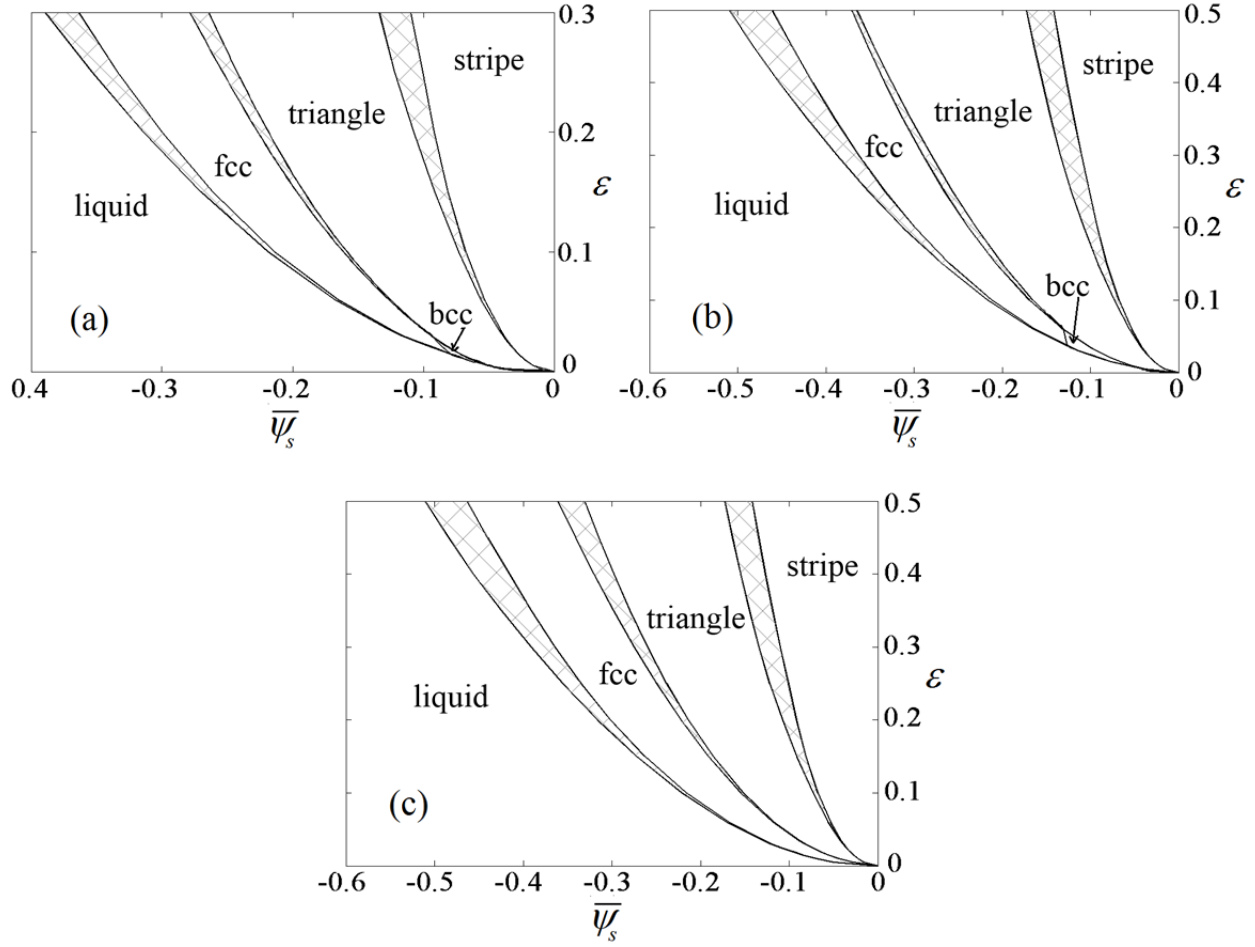 0.3
stripe
triangle
0.2
fcc
ε
liquid
0.1
(a)
bcc
0
0.4 -0.3 -0.2 -0.1 0
ψ̅s
0.5
stripe
0.4
triangle
fcc
0.3
ε
liquid
0.2
bcc
0.1
(b)
0
-0.6 -0.5 -0.4 -0.3 -0.2 -0.1 0
ψ̅s
0.5
stripe
0.4
triangle
0.3
fcc
ε
liquid
0.2
(c)
0.1
0
-0.6 -0.5 -0.4 -0.3 -0.2 -0.1 0
ψ̅s